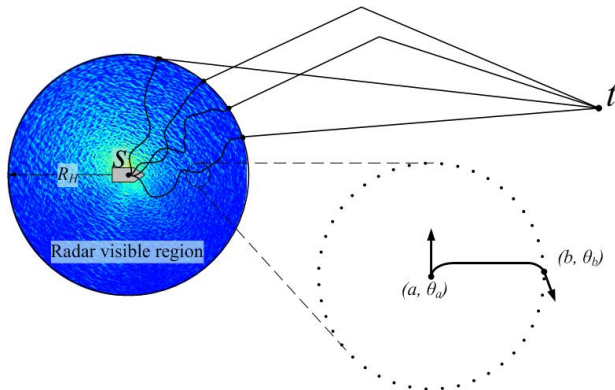 t
S
R_H
Radar visible region
(b, θ_b)
(a, θ_a)